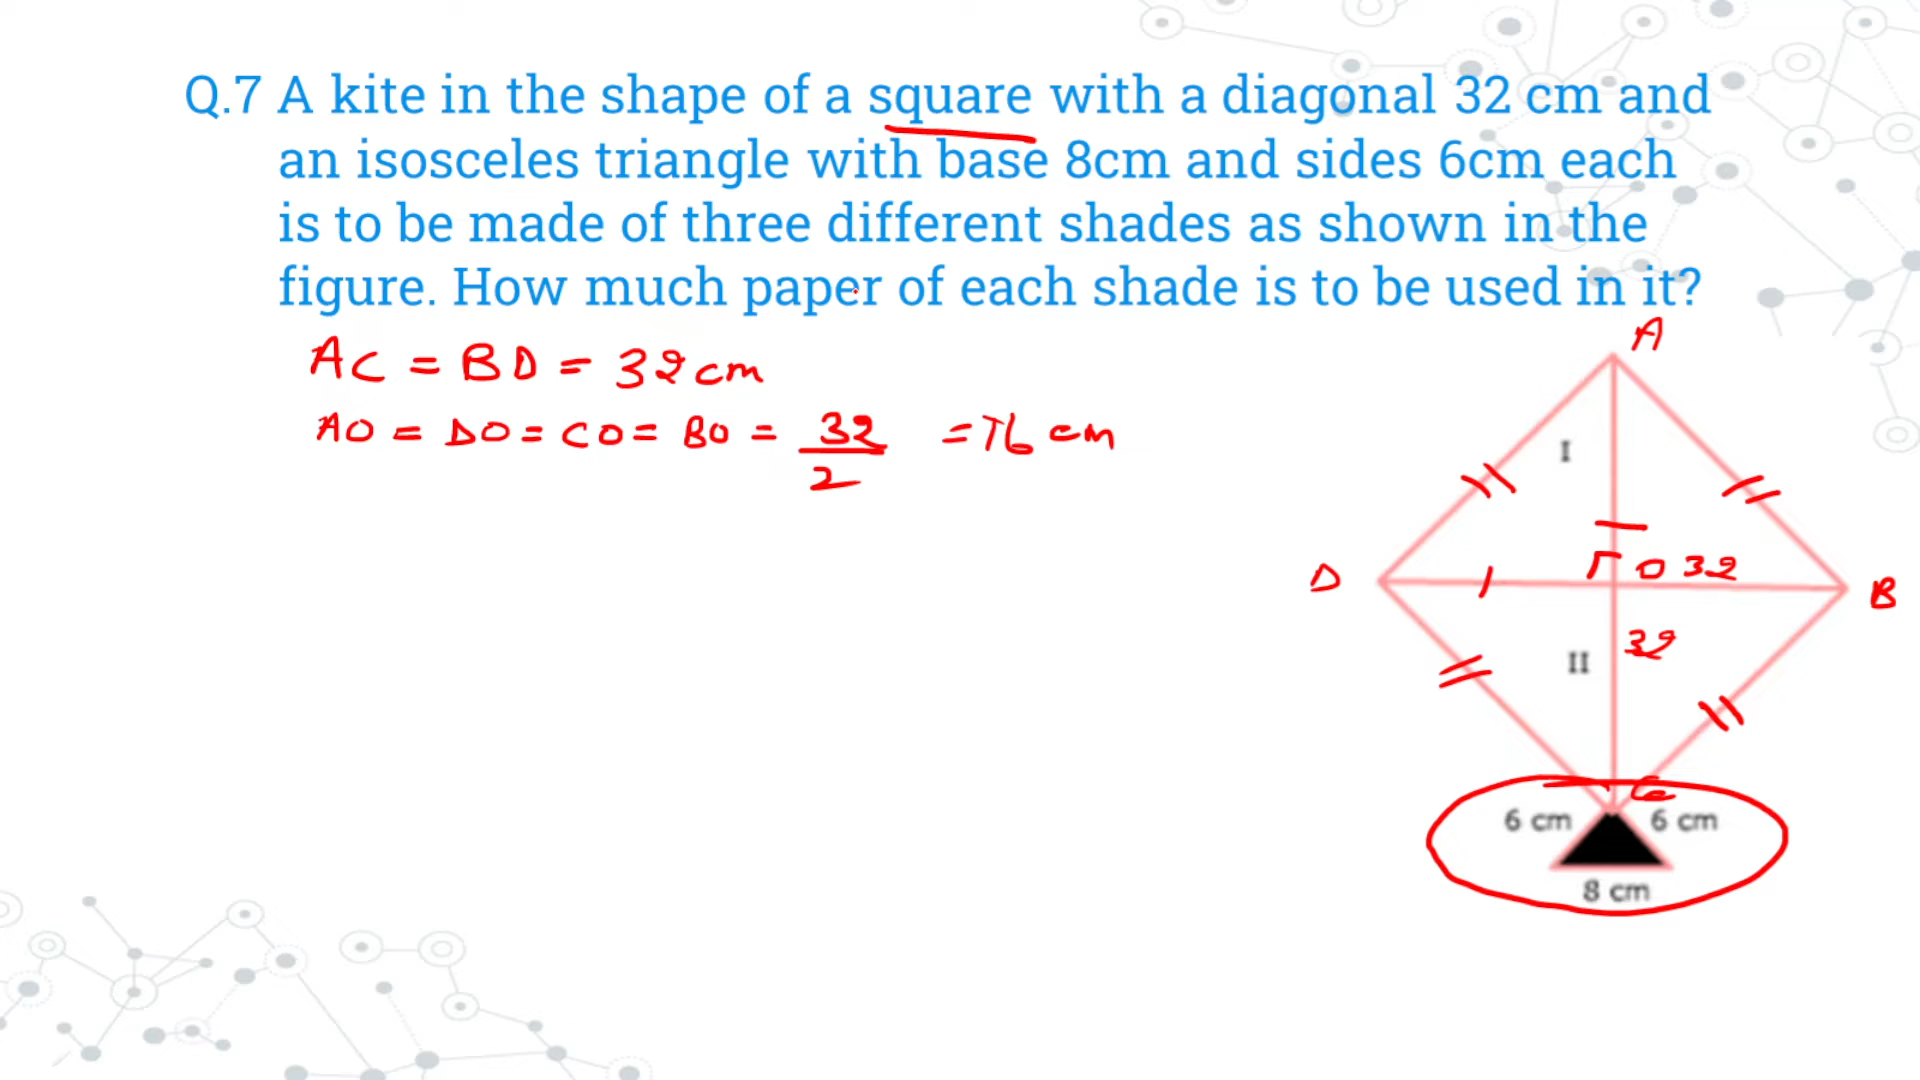 Q.7 A kite in the shape of a square with a diagonal 32 cm and
an isosceles triangle with base 8cm and sides 6cm each
is to be made of three different shades as shown in the
figure. How much paper of each shade is to be used in it?
AC = BD = 32 cm
AO = DO = CO = BO = 32/2 = 16 cm
A
I
D
O 32
B
32
II
C
6 cm
6 cm
8 cm